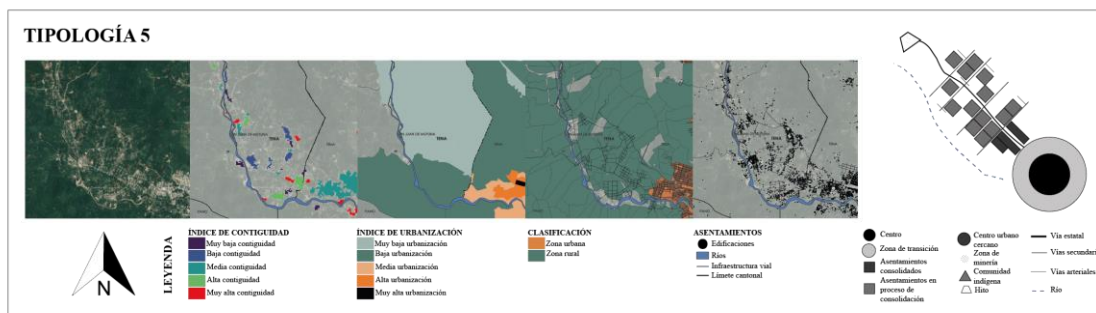 TIPOLOGÍA 5
TENA
TENA
N
LEYENDA
ÍNDICE DE CONTIGUIDAD
Muy baja contiguidad
Baja contiguidad
Media contiguidad
Alta contiguidad
Muy alta contiguidad
ÍNDICE DE URBANIZACIÓN
Muy baja urbanización
Baja urbanización
Media urbanización
Alta urbanización
Muy alta urbanización
CLASIFICACIÓN
Zona urbana
Zona rural
ASENTAMIENTOS
Edificaciones
Ríos
Infraestructura vial
Límete cantonal
Centro
Zona de transición
Asentamientos
consolidados
Asentamientos en
proceso de
consolidación
Centro urbano
cercano
Zona de
minería
Comunidad
indígena
Hito
Vía estatal
Vías secundari
Vías arteriales
Río